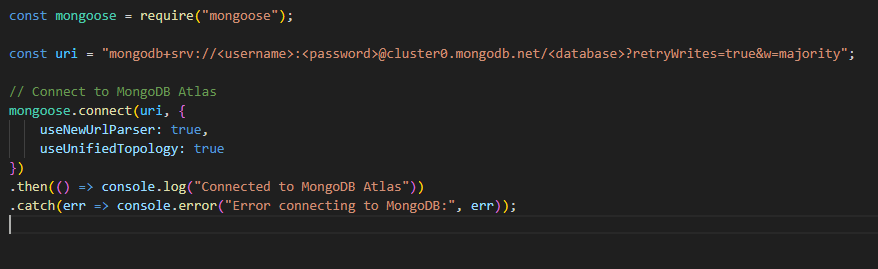 const mongoose = require("mongoose");
const uri = "mongodb+srv://<username>:<password>@cluster0.mongodb.net/<database>?retryWrites=true&w=majority";
// Connect to MongoDB Atlas
mongoose.connect(uri, {
    useNewUrlParser: true,
    useUnifiedTopology: true
})
.then(() => console.log("Connected to MongoDB Atlas"))
.catch(err => console.error("Error connecting to MongoDB:", err));